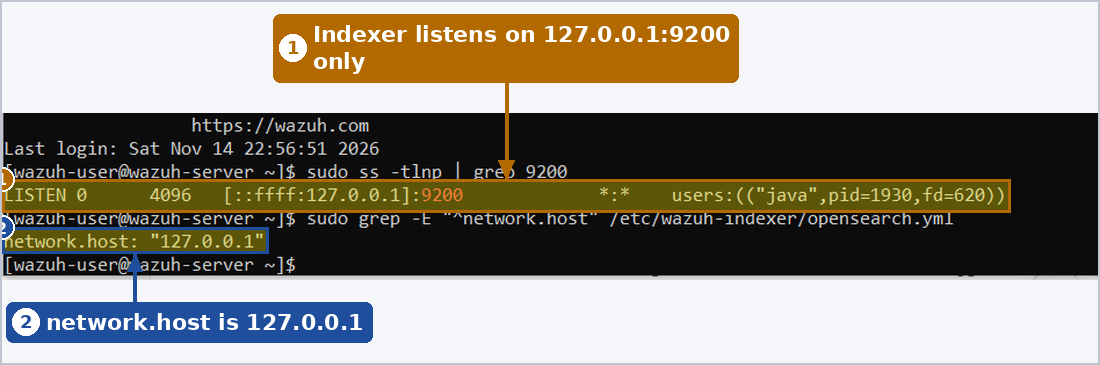 1 Indexer listens on 127.0.0.1:9200
only
https://wazuh.com
Last login: Sat Nov 14 22:56:51 2026
[wazuh-user@wazuh-server ~]$ sudo ss -tlnp | grep 9200
1
LISTEN 0 4096 [::ffff:127.0.0.1]:9200 *:* users:(("java",pid=1930,fd=620))
[wazuh-user@wazuh-server ~]$ sudo grep -E "^network.host" /etc/wazuh-indexer/opensearch.yml
2
network.host: "127.0.0.1"
[wazuh-user@wazuh-server ~]$
2 network.host is 127.0.0.1